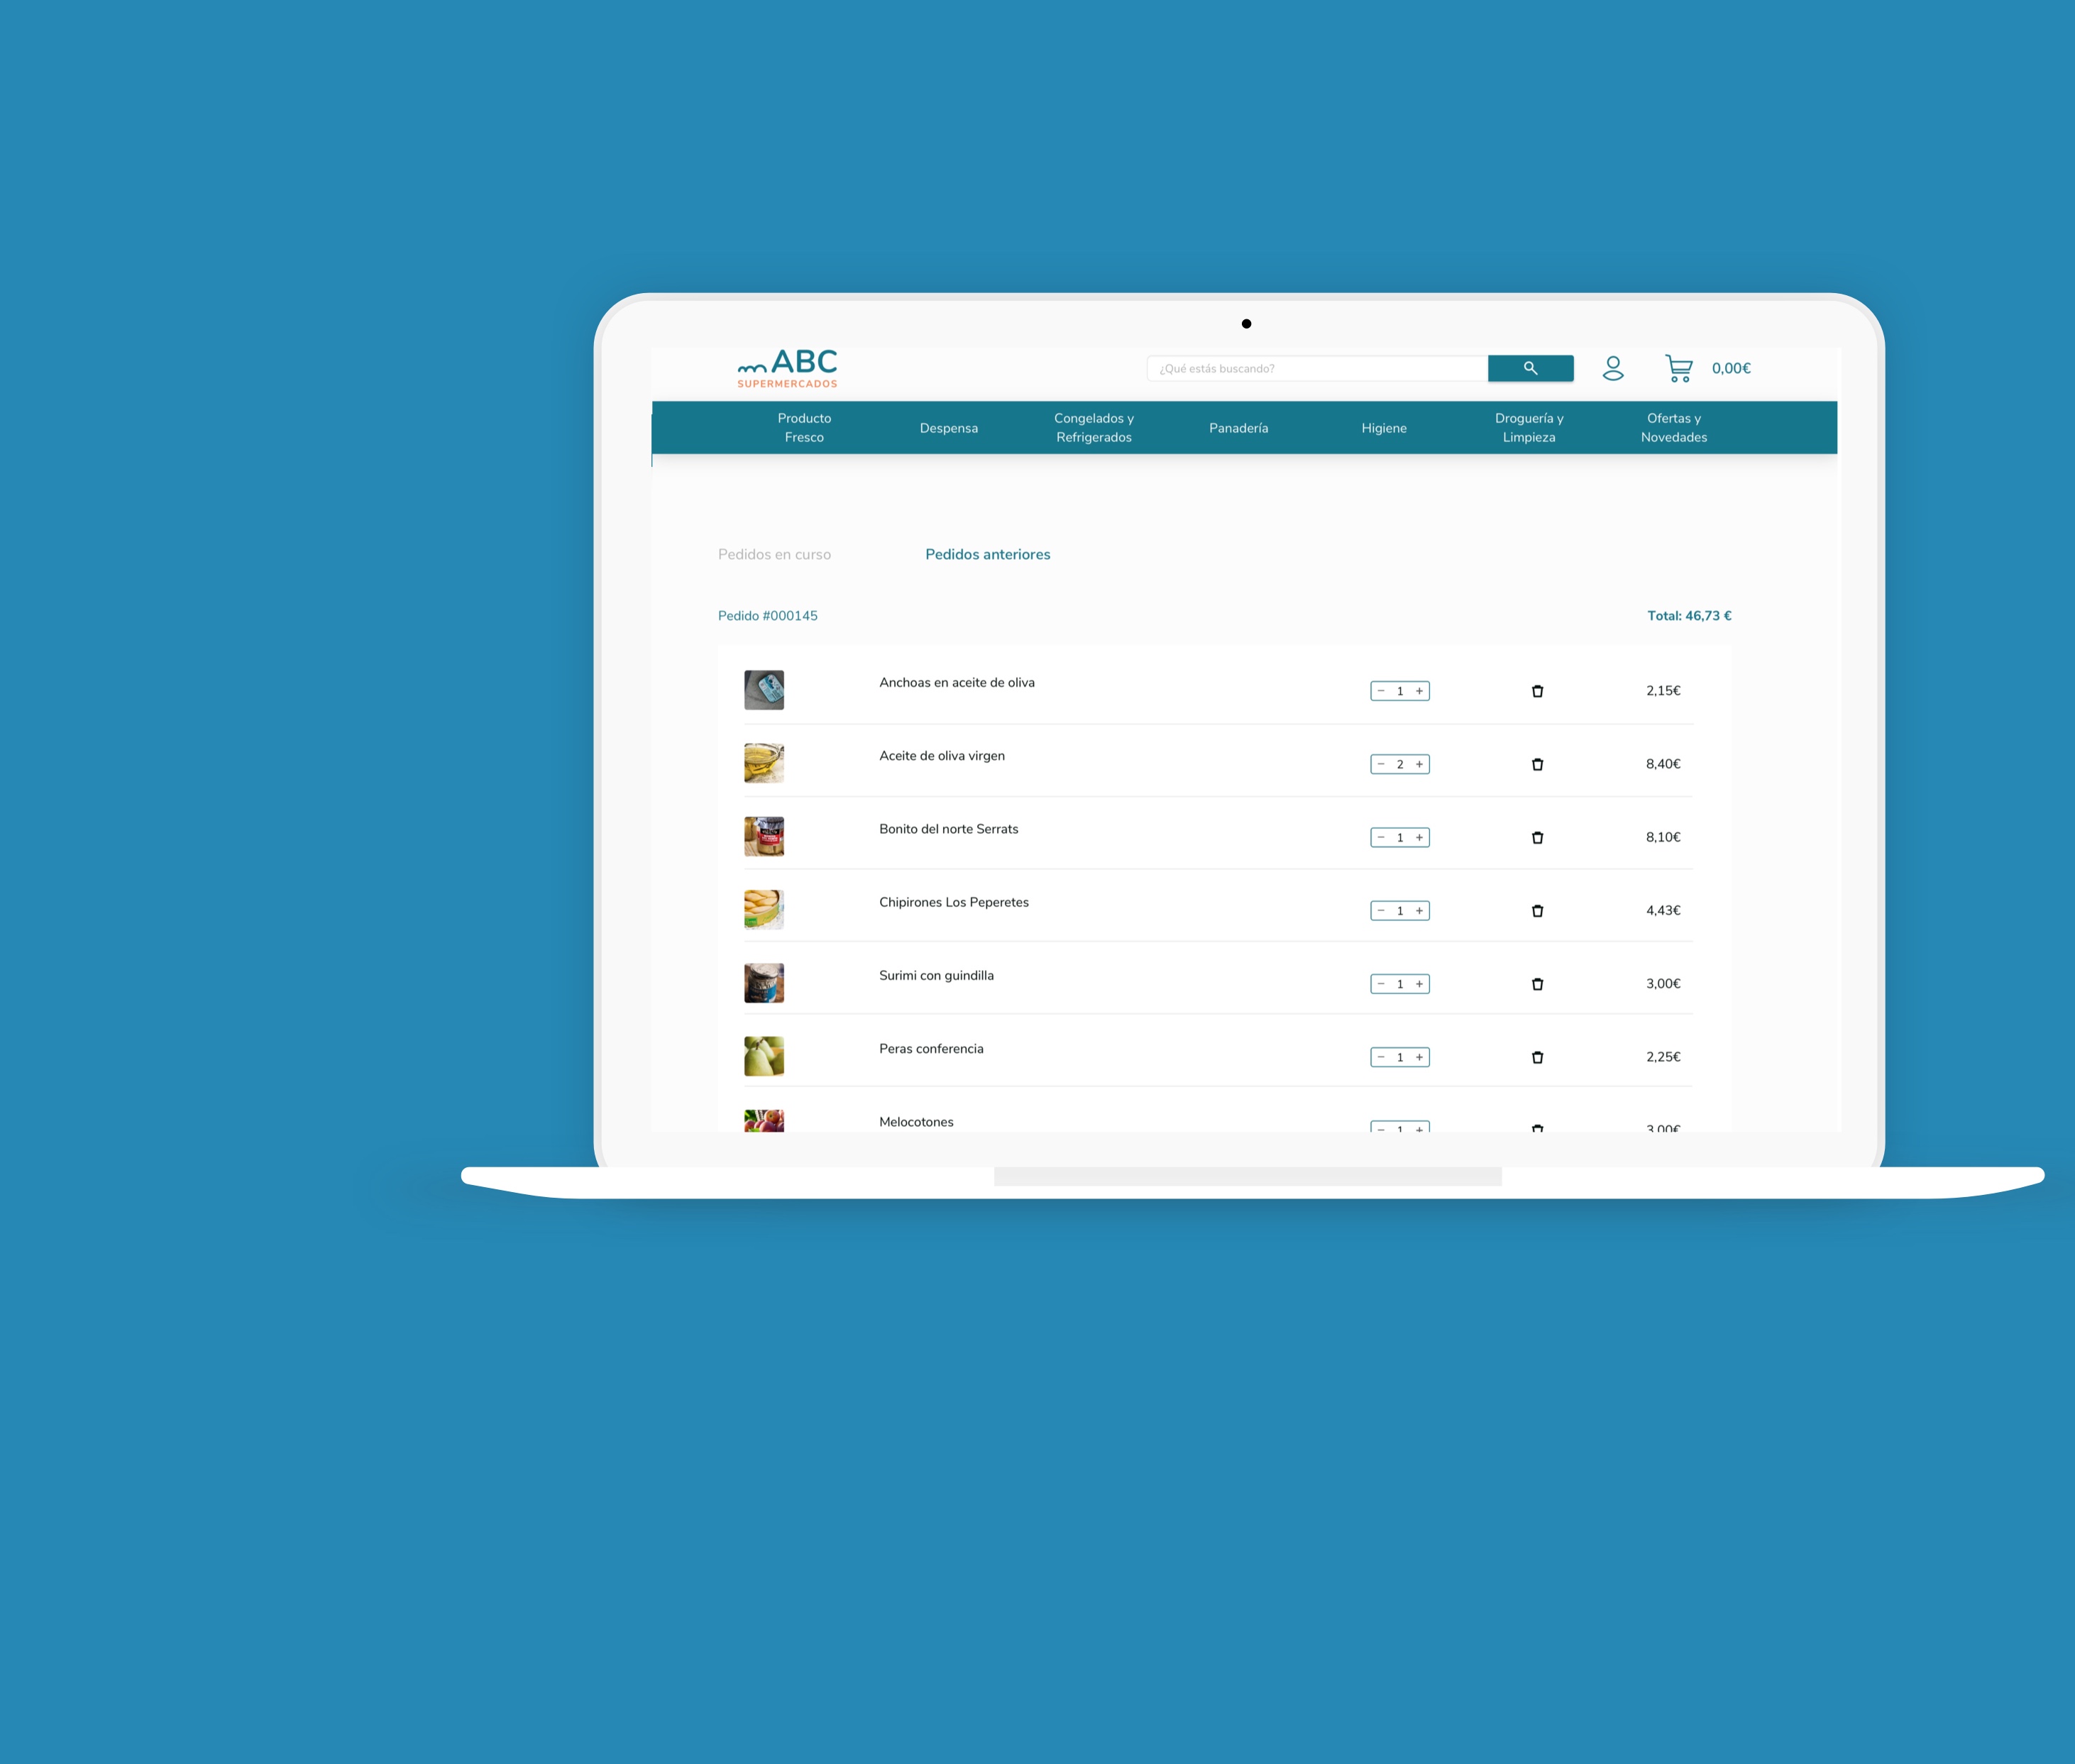 ABC
SUPERMERCADOS
¿Qué estás buscando?
0,00€
Producto
Fresco
Despensa
Congelados y
Refrigerados
Panadería
Higiene
Droguería y
Limpieza
Ofertas y
Novedades
Pedidos en curso
Pedidos anteriores
Pedido #000145
Total: 46,73 €
Anchoas en aceite de oliva
− 1 +
2,15€
Aceite de oliva virgen
− 2 +
8,40€
Bonito del norte Serrats
− 1 +
8,10€
Chipirones Los Peperetes
− 1 +
4,43€
Surimi con guindilla
− 1 +
3,00€
Peras conferencia
− 1 +
2,25€
Melocotones
− 1 +
3,00€